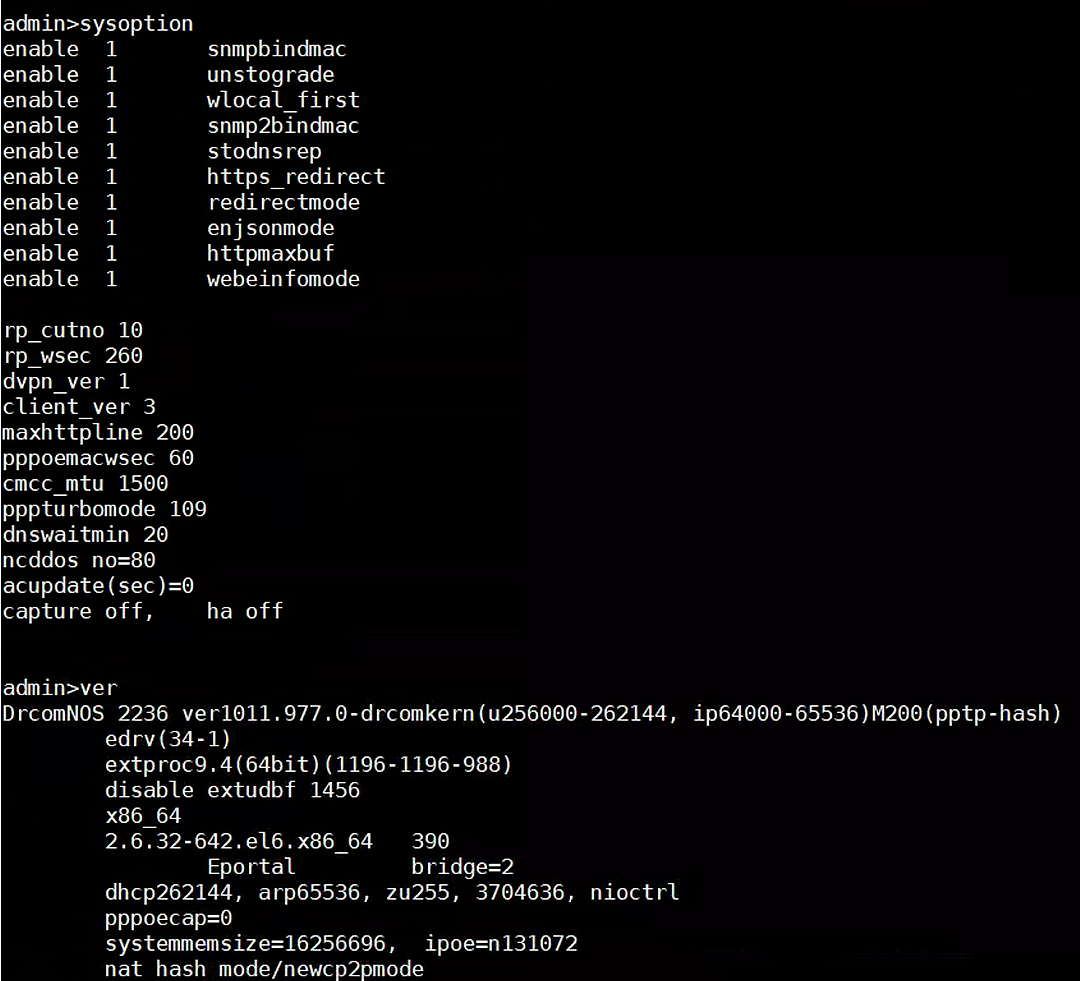 admin>sysoption
enable  1       snmpbindmac
enable  1       unstograde
enable  1       wlocal_first
enable  1       snmp2bindmac
enable  1       stodnsrep
enable  1       https_redirect
enable  1       redirectmode
enable  1       enjsonmode
enable  1       httpmaxbuf
enable  1       webeinfomode
rp_cutno 10
rp_wsec 260
dvpn_ver 1
client_ver 3
maxhttpline 200
pppoemacwsec 60
cmcc_mtu 1500
pppturbomode 109
dnswaitmin 20
ncddos no=80
acupdate(sec)=0
capture off,    ha off
admin>ver
DrcomNOS 2236 ver1011.977.0-drcomkern(u256000-262144, ip64000-65536)M200(pptp-hash)
        edrv(34-1)
        extproc9.4(64bit)(1196-1196-988)
        disable extudbf 1456
        x86_64
        2.6.32-642.el6.x86_64   390
                Eportal         bridge=2
        dhcp262144, arp65536, zu255, 3704636, nioctrl
        pppoecap=0
        systemmemsize=16256696,  ipoe=n131072
        nat hash mode/newcp2pmode